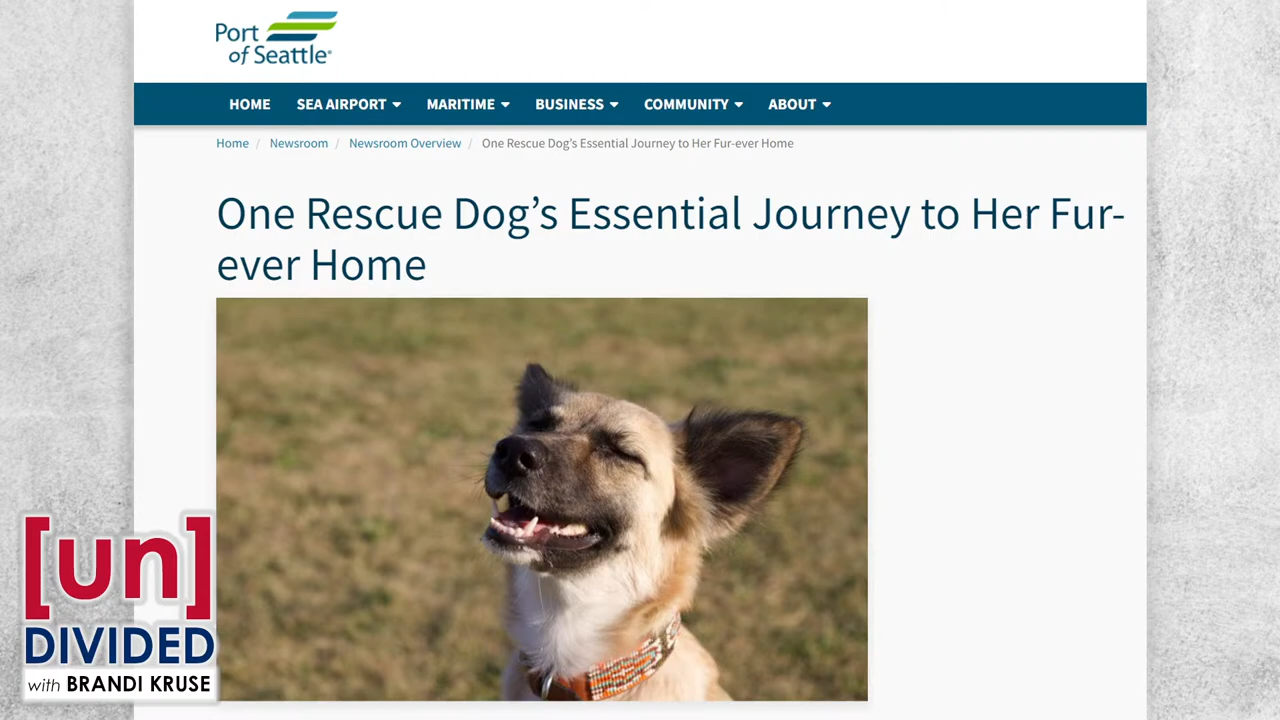 Port
of Seattle®
HOME SEA AIRPORT MARITIME BUSINESS COMMUNITY ABOUT
Home / Newsroom / Newsroom Overview / One Rescue Dog's Essential Journey to Her Fur-ever Home
One Rescue Dog’s Essential Journey to Her Fur-
ever Home
[un]
DIVIDED
with BRANDI KRUSE